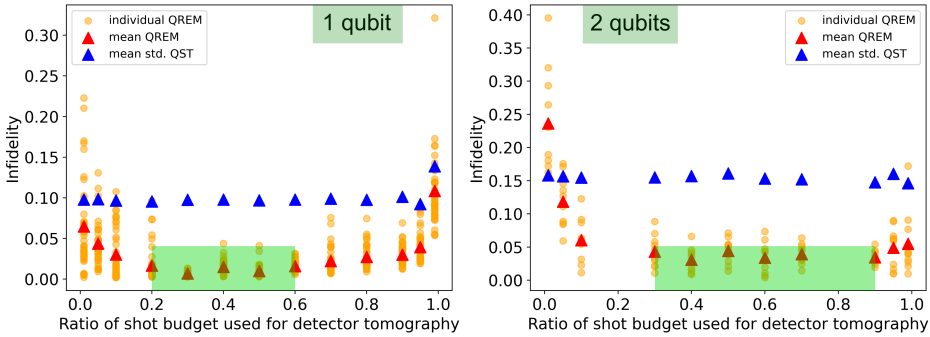 1 qubit
individual QREM
mean QREM
mean std. QST
Infidelity
0.30
0.25
0.20
0.15
0.10
0.05
0.00
0.0 0.2 0.4 0.6 0.8 1.0
Ratio of shot budget used for detector tomography
2 qubits
individual QREM
mean QREM
mean std. QST
Infidelity
0.40
0.35
0.30
0.25
0.20
0.15
0.10
0.05
0.00
0.0 0.2 0.4 0.6 0.8 1.0
Ratio of shot budget used for detector tomography